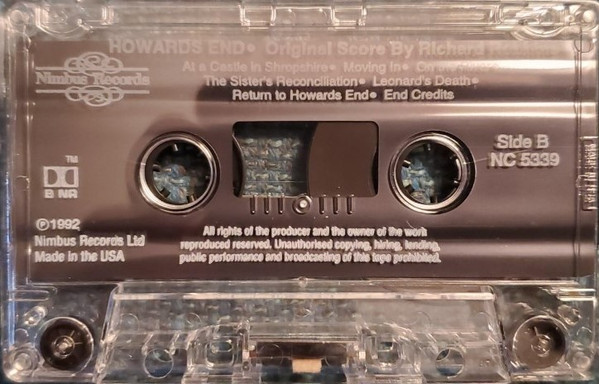 HOWARDS END • Original Score By Richard
At a Castle in Shropshire • Moving In • On the
The Sister's Reconciliation • Leonard's Death •
Return to Howards End • End Credits
Nimbus Records
Side B
NC 5339
TM
B NR
℗1992
Nimbus Records Ltd
Made in the USA
All rights of the producer and the owner of the work
reproduced reserved. Unauthorised copying, hiring, lending,
public performance and broadcasting of this tape prohibited.